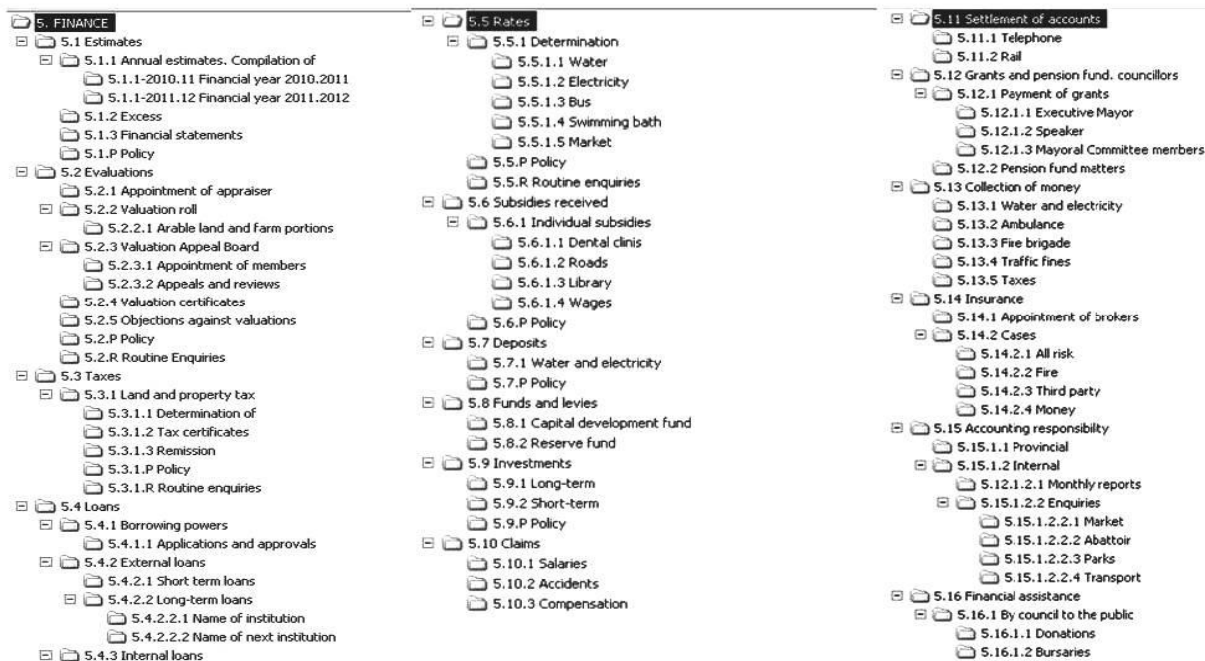 5. FINANCE
5.1 Estimates
5.1.1 Annual estimates. Compilation of
5.1.1-2010.11 Financial year 2010.2011
5.1.1-2011.12 Financial year 2011.2012
5.1.2 Excess
5.1.3 Financial statements
5.1.P Policy
5.2 Evaluations
5.2.1 Appointment of appraiser
5.2.2 Valuation roll
5.2.2.1 Arable land and farm portions
5.2.3 Valuation Appeal Board
5.2.3.1 Appointment of members
5.2.3.2 Appeals and reviews
5.2.4 Valuation certificates
5.2.5 Objections against valuations
5.2.P Policy
5.2.R Routine Enquiries
5.3 Taxes
5.3.1 Land and property tax
5.3.1.1 Determination of
5.3.1.2 Tax certificates
5.3.1.3 Remission
5.3.1.P Policy
5.3.1.R Routine enquiries
5.4 Loans
5.4.1 Borrowing powers
5.4.1.1 Applications and approvals
5.4.2 External loans
5.4.2.1 Short term loans
5.4.2.2 Long-term loans
5.4.2.2.1 Name of institution
5.4.2.2.2 Name of next institution
5.4.3 Internal loans
5.5 Rates
5.5.1 Determination
5.5.1.1 Water
5.5.1.2 Electricity
5.5.1.3 Bus
5.5.1.4 Swimming bath
5.5.1.5 Market
5.5.P Policy
5.5.R Routine enquiries
5.6 Subsidies received
5.6.1 Individual subsidies
5.6.1.1 Dental clinis
5.6.1.2 Roads
5.6.1.3 Library
5.6.1.4 Wages
5.6.P Policy
5.7 Deposits
5.7.1 Water and electricity
5.7.P Policy
5.8 Funds and levies
5.8.1 Capital development fund
5.8.2 Reserve fund
5.9 Investments
5.9.1 Long-term
5.9.2 Short-term
5.9.P Policy
5.10 Claims
5.10.1 Salaries
5.10.2 Accidents
5.10.3 Compensation
5.11 Settlement of accounts
5.11.1 Telephone
5.11.2 Rail
5.12 Grants and pension fund. councillors
5.12.1 Payment of grants
5.12.1.1 Executive Mayor
5.12.1.2 Speaker
5.12.1.3 Mayoral Committee members
5.12.2 Pension fund matters
5.13 Collection of money
5.13.1 Water and electricity
5.13.2 Ambulance
5.13.3 Fire brigade
5.13.4 Traffic fines
5.13.5 Taxes
5.14 Insurance
5.14.1 Appointment of brokers
5.14.2 Cases
5.14.2.1 All risk
5.14.2.2 Fire
5.14.2.3 Third party
5.14.2.4 Money
5.15 Accounting responsibilty
5.15.1.1 Provincial
5.15.1.2 Internal
5.12.1.2.1 Monthly reports
5.15.1.2.2 Enquiries
5.15.1.2.2.1 Market
5.15.1.2.2.2 Abattoir
5.15.1.2.2.3 Parks
5.15.1.2.2.4 Transport
5.16 Financial assistance
5.16.1 By council to the public
5.16.1.1 Donations
5.16.1.2 Bursaries